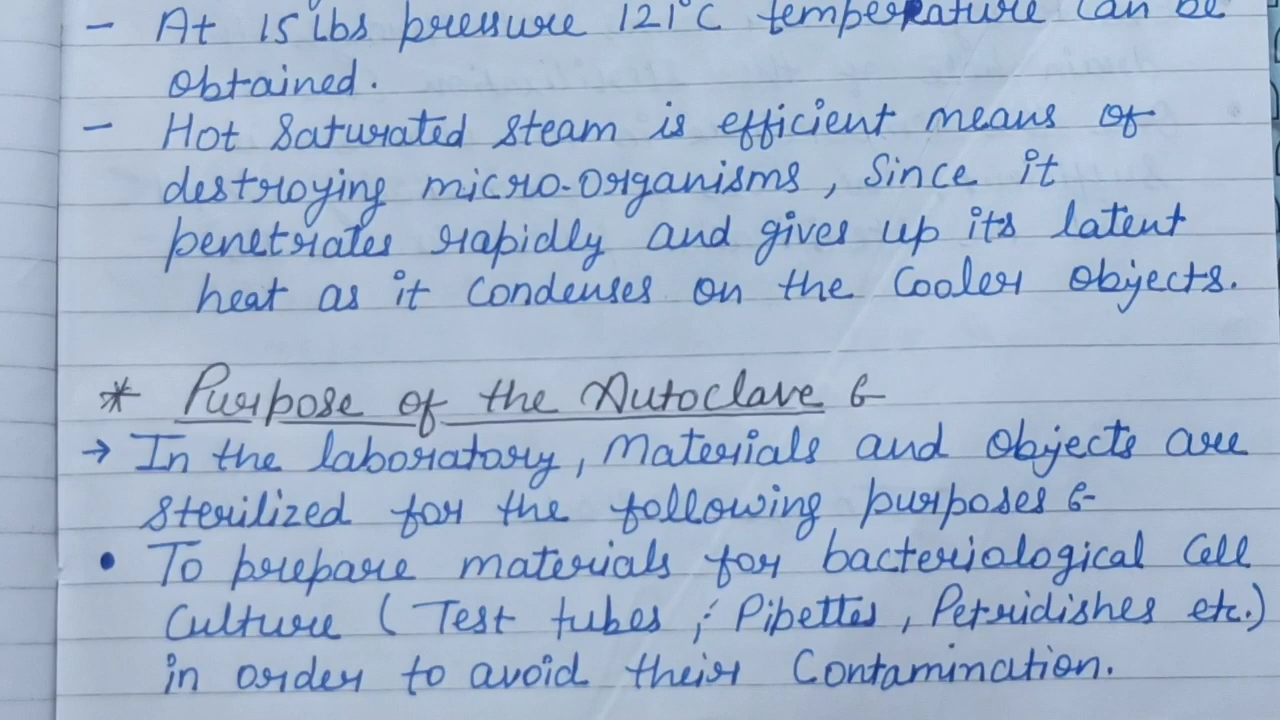 - At 15 lbs pressure 121°C temperature can be
obtained.
- Hot saturated steam is efficient means of
destroying micro-organisms, since it
penetrates rapidly and gives up its latent
heat as it condenses on the cooler objects.
* Purpose of the Autoclave :-
→ In the laboratory, materials and objects are
sterilized for the following purposes :-
• To prepare materials for bacteriological cell
culture ( Test tubes , Pipettes , Petridishes etc.)
in order to avoid their contamination.